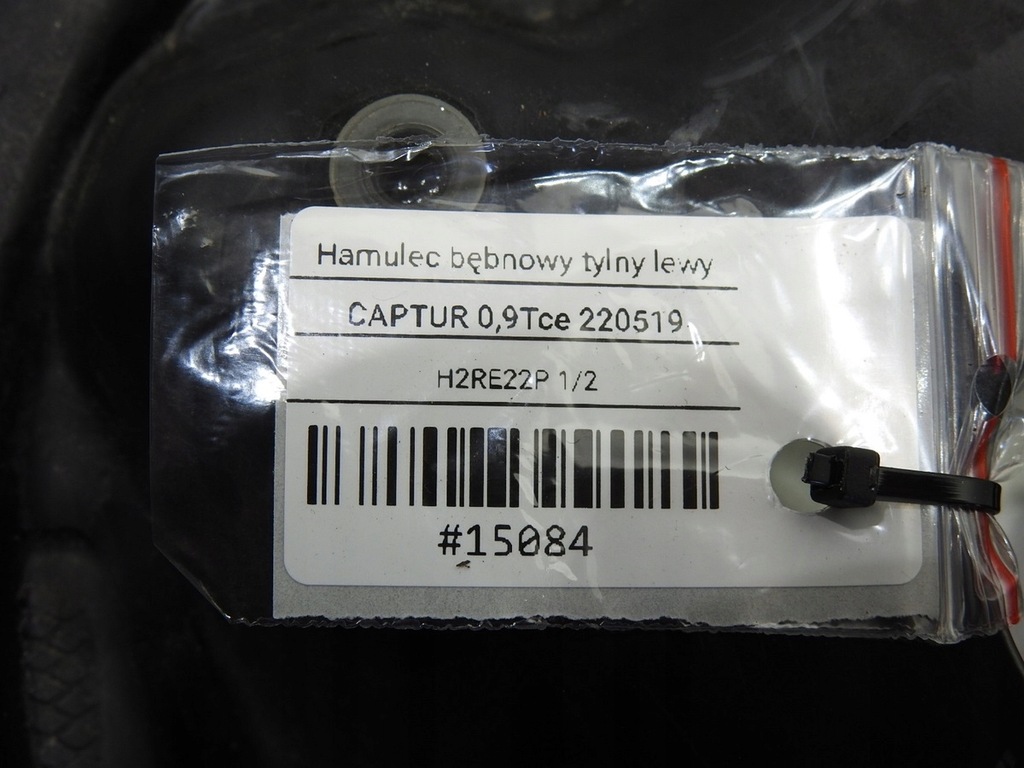 Hamulec bębnowy tylny lewy
CAPTUR 0,9Tce 220519
H2RE22P 1/2
#15084